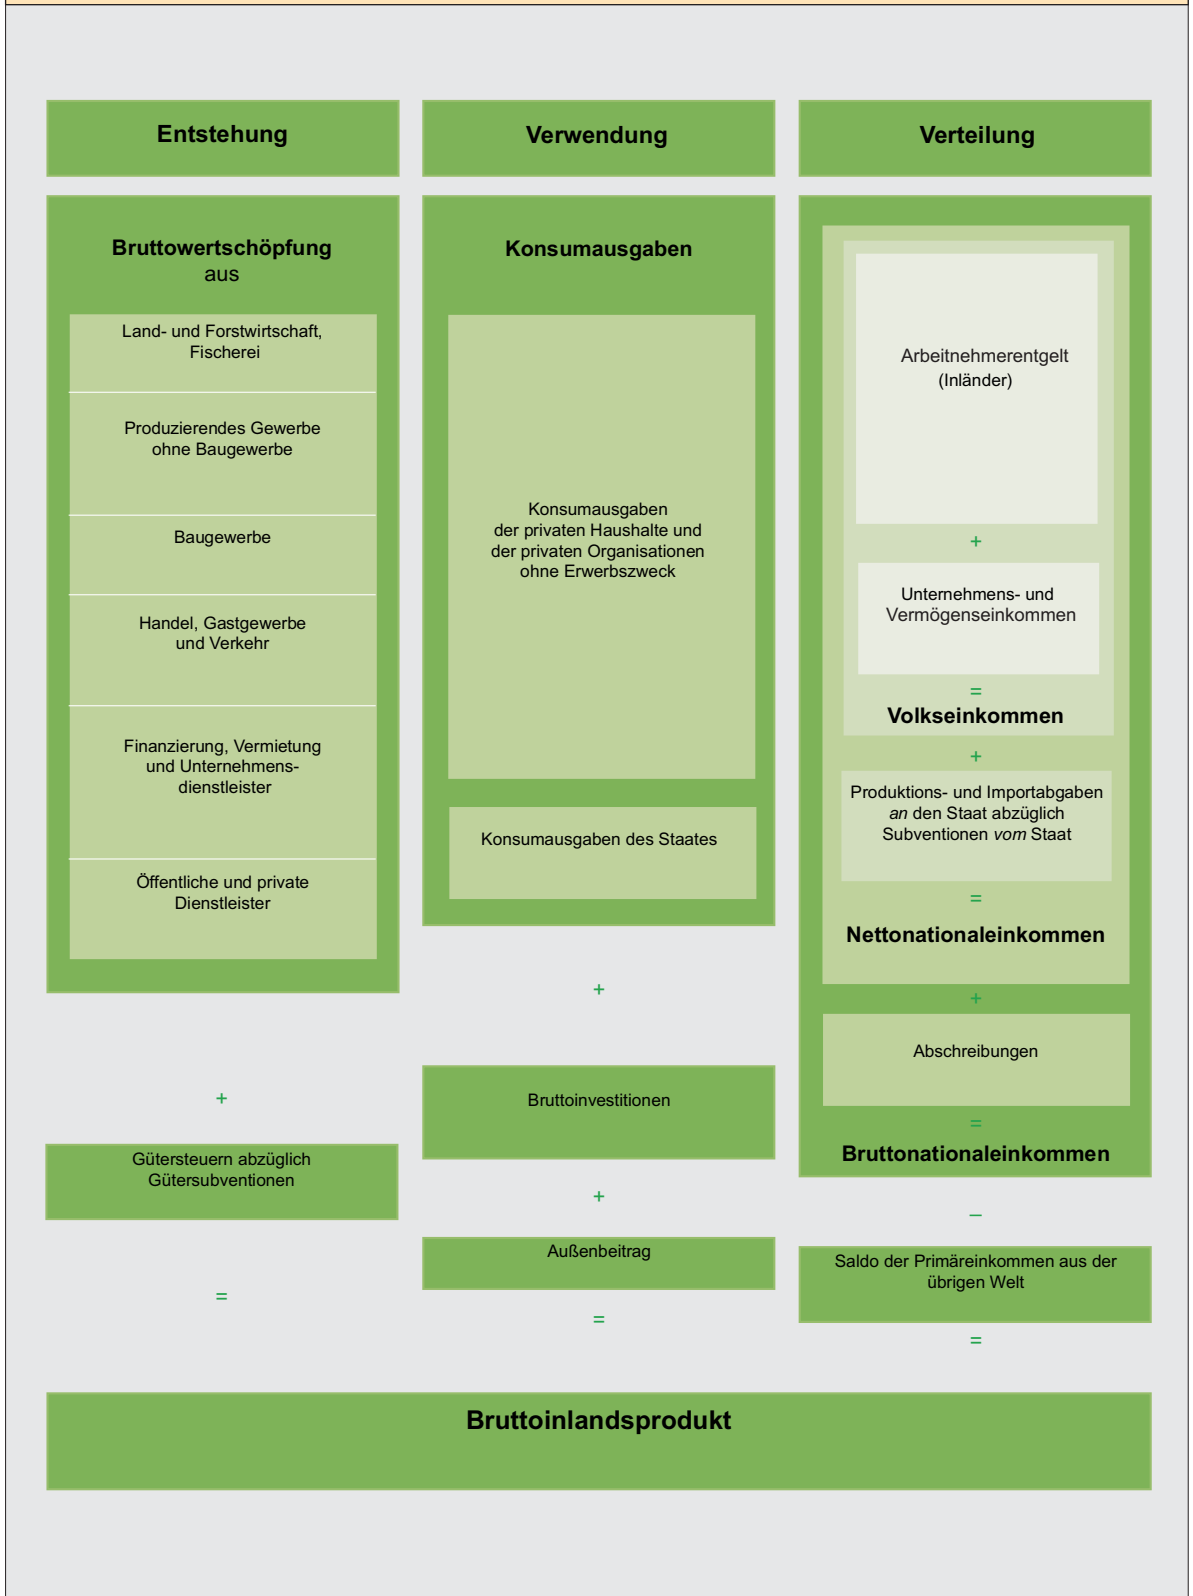 Entstehung
Bruttowertschöpfung
aus
Land- und Forstwirtschaft,
Fischerei
Produzierendes Gewerbe
ohne Baugewerbe
Baugewerbe
Handel, Gastgewerbe
und Verkehr
Finanzierung, Vermietung
und Unternehmens-
dienstleister
Öffentliche und private
Dienstleister
+
Gütersteuern abzüglich
Gütersubventionen
=
Verwendung
Konsumausgaben
Konsumausgaben
der privaten Haushalte und
der privaten Organisationen
ohne Erwerbszweck
Konsumausgaben des Staates
+
Bruttoinvestitionen
+
Außenbeitrag
=
Verteilung
Arbeitnehmerentgelt
(Inländer)
+
Unternehmens- und
Vermögenseinkommen
=
Volkseinkommen
+
Produktions- und Importabgaben
an den Staat abzüglich
Subventionen vom Staat
=
Nettonationaleinkommen
+
Abschreibungen
=
Bruttonationaleinkommen
–
Saldo der Primäreinkommen aus der
übrigen Welt
=
Bruttoinlandsprodukt